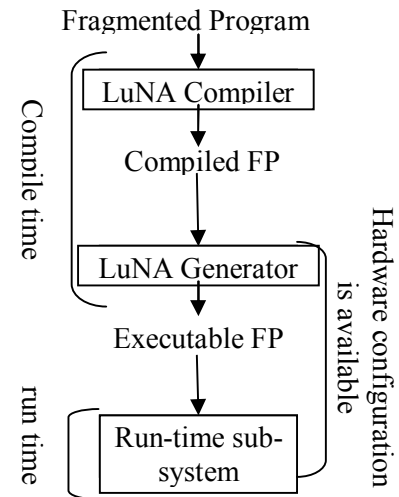 Fragmented Program
LuNA Compiler
Compiled FP
LuNA Generator
Executable FP
Run-time sub-
system
Compile time
run time
Hardware configuration
is available